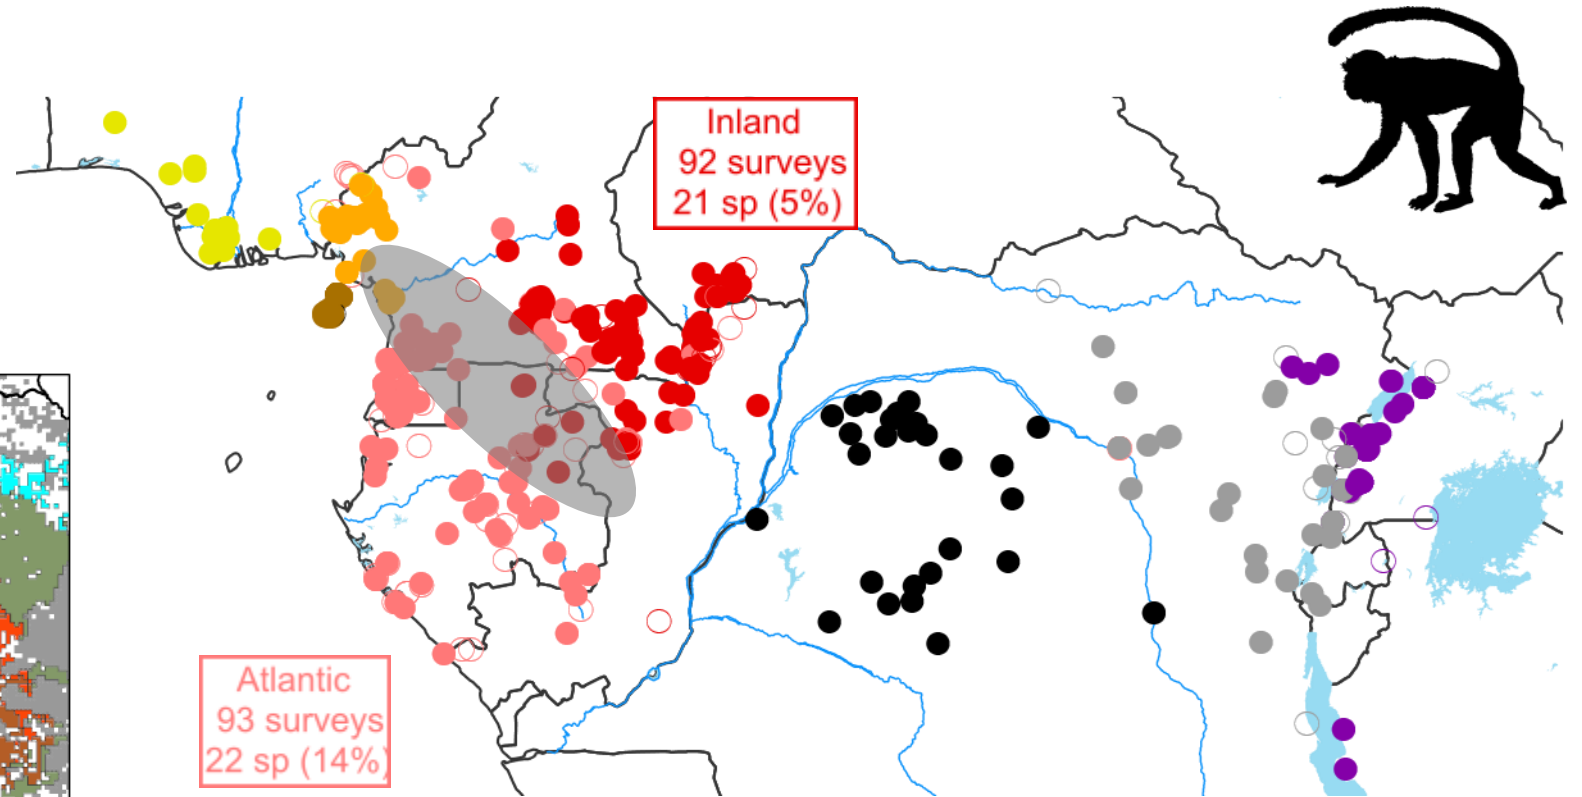 Inland
92 surveys
21 sp (5%)
Atlantic
93 surveys
22 sp (14%)